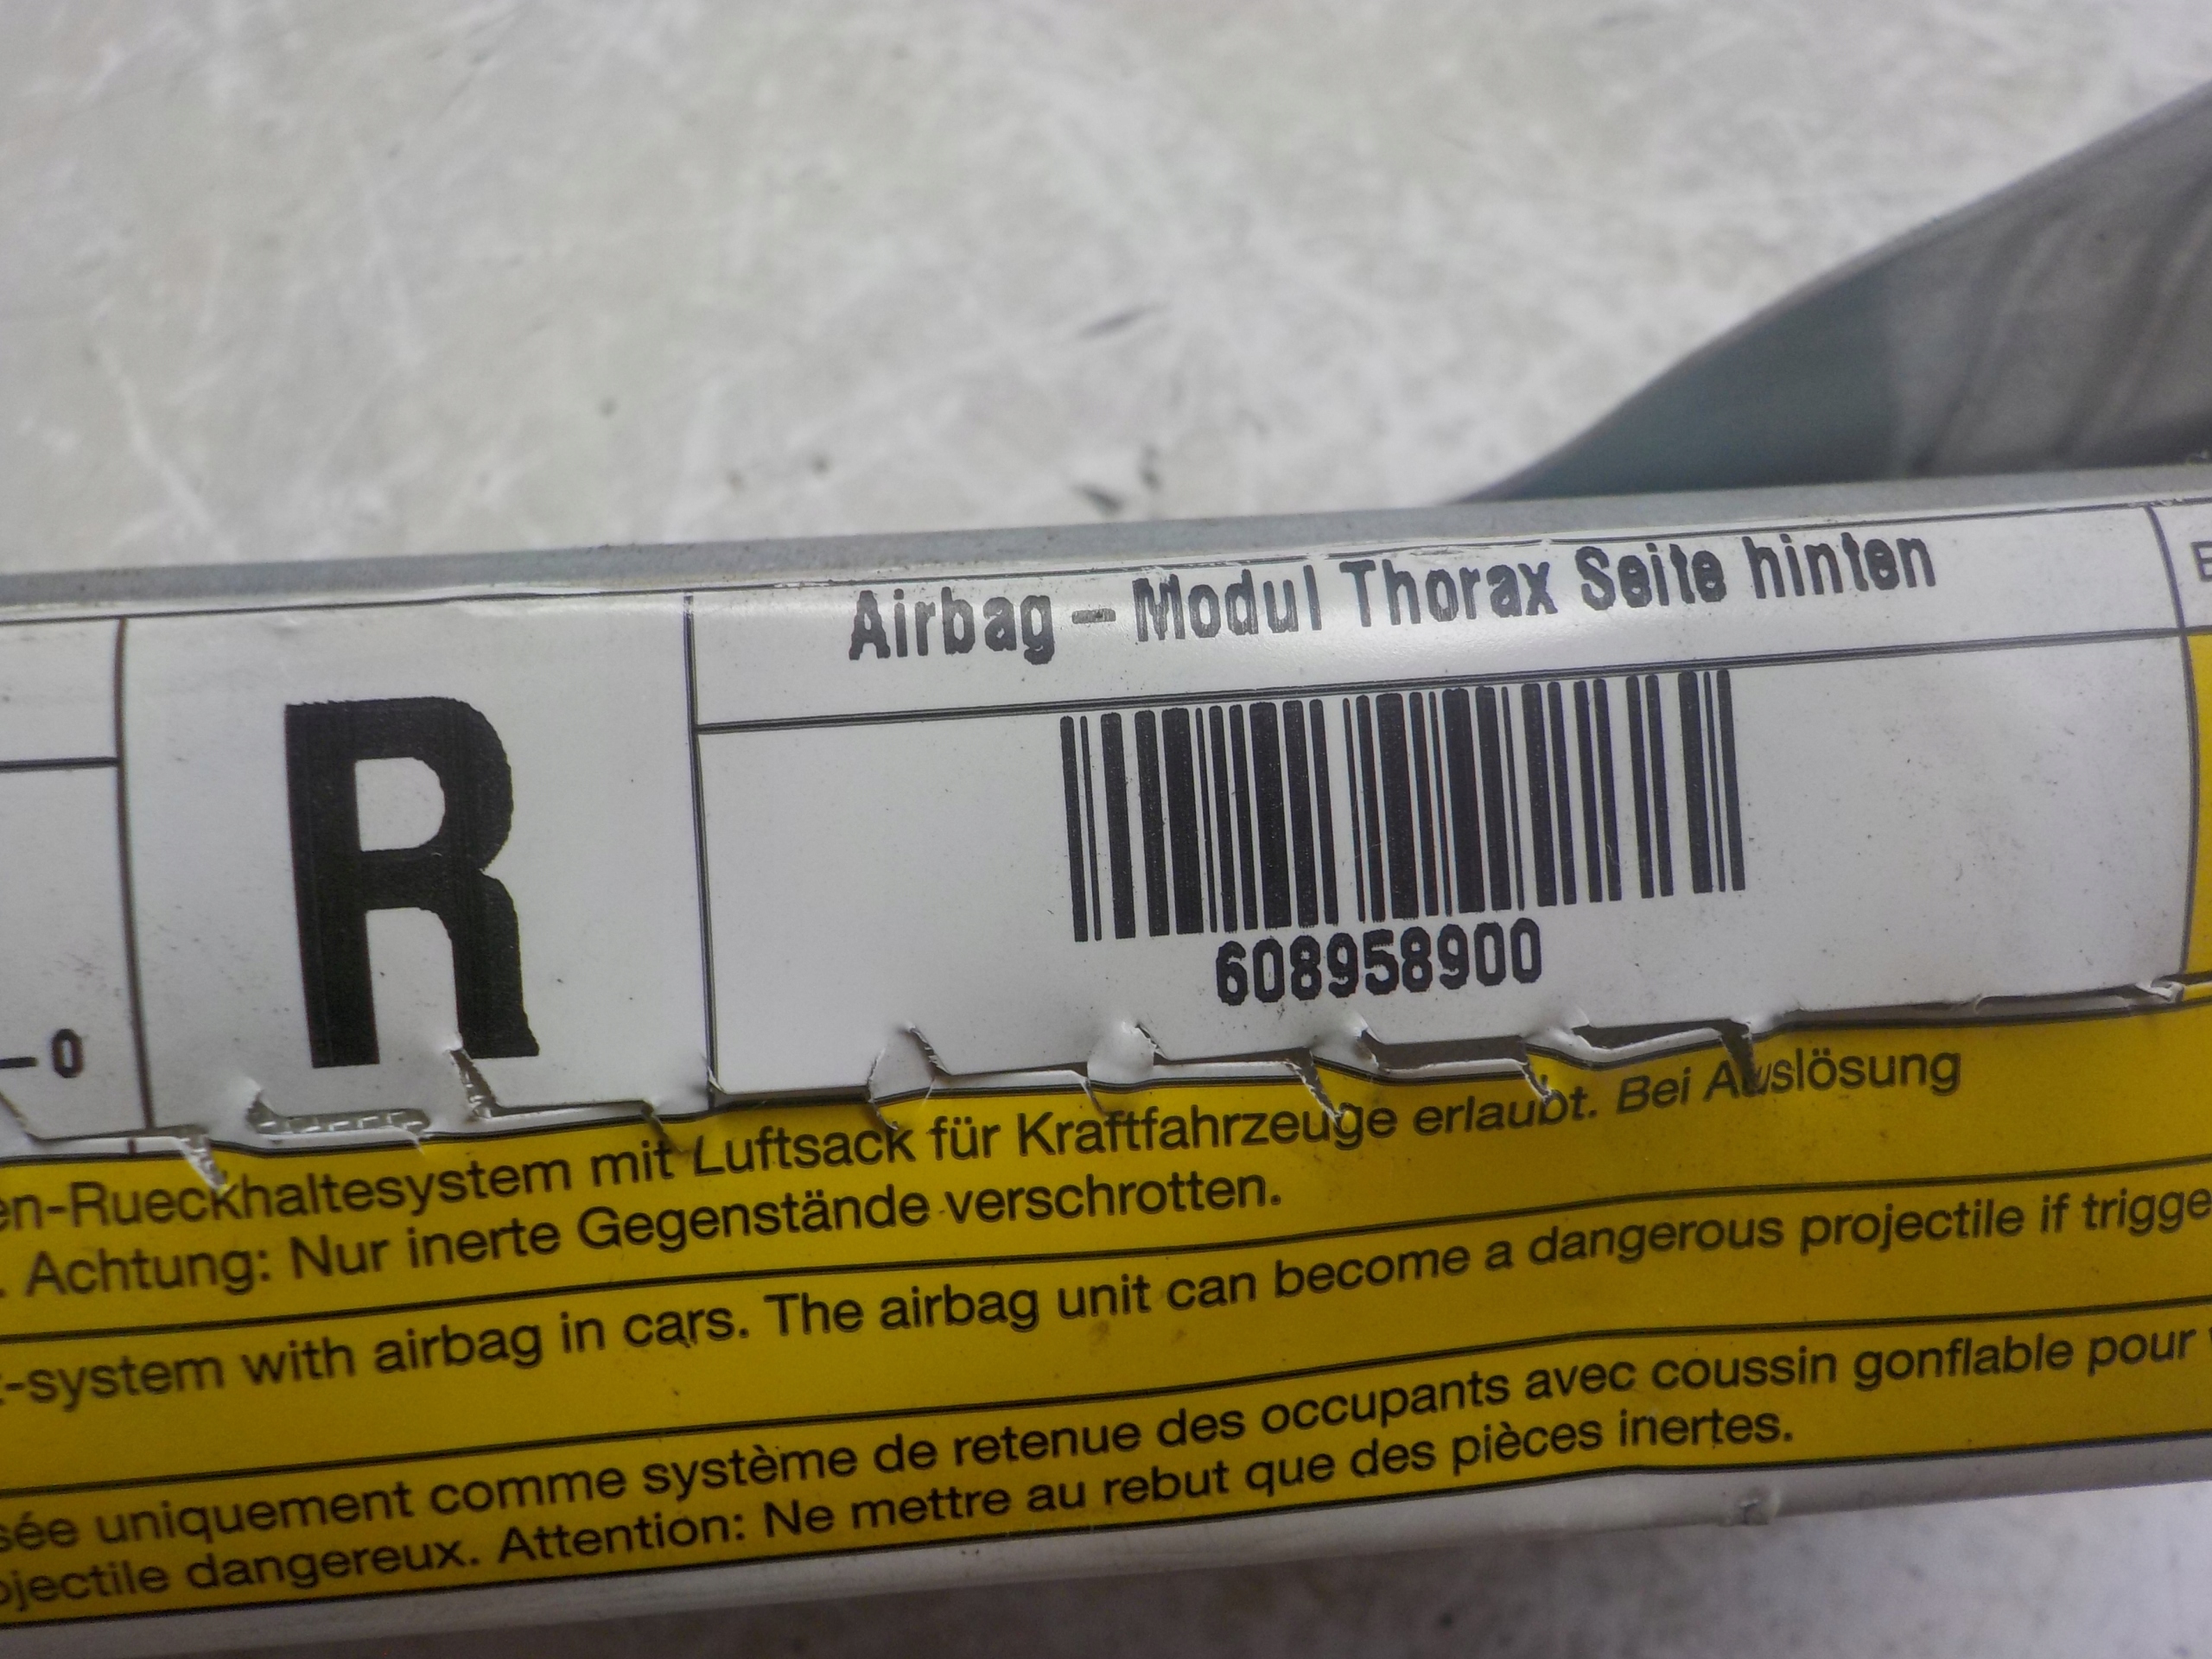 Airbag - Modul Thorax Seite hinten
R
608958900
-0
en-Rueckhaltesystem mit Luftsack für Kraftfahrzeuge erlaubt. Bei Auslösung
. Achtung: Nur inerte Gegenstände verschrotten.
-system with airbag in cars. The airbag unit can become a dangerous projectile if trigge
sée uniquement comme système de retenue des occupants avec coussin gonflable pour
ojectile dangereux. Attention: Ne mettre au rebut que des pièces inertes.